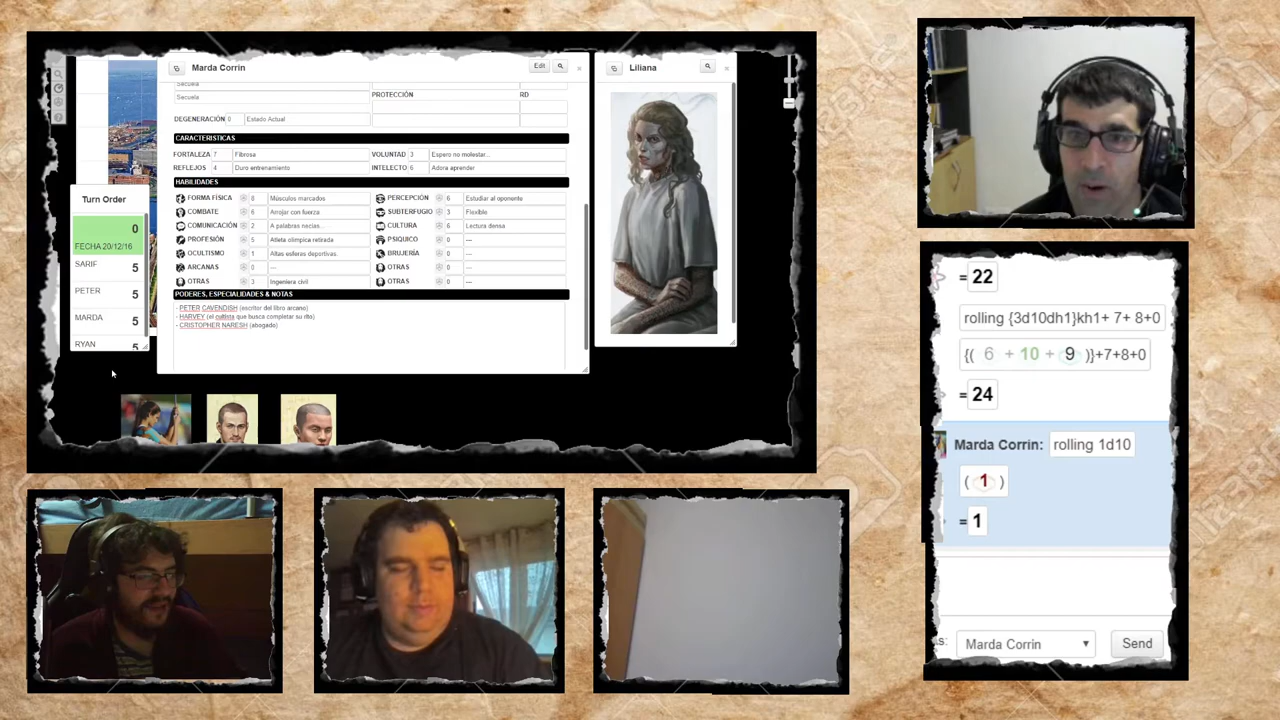 Marda Corrin
Edit
Liliana
Secuela
Secuela
PROTECCIÓN
RD
DEGENERACIÓN 0 Estado Actual
CARACTERISTICAS
FORTALEZA 7 Fibrosa
VOLUNTAD 3 Espero no molestar...
REFLEJOS 4 Duro entrenamiento
INTELECTO 6 Adora aprender
HABILIDADES
FORMA FÍSICA 8 Músculos marcados
PERCEPCIÓN 6 Estudiar al oponente
COMBATE 6 Arrojar con fuerza
SUBTERFUGIO 3 Flexible
COMUNICACIÓN 2 A palabras necias...
CULTURA 6 Lectura densa
PROFESIÓN 5 Atleta olímpica retirada
PSIQUICO 0 ---
OCULTISMO 1 Altas esferas deportivas.
BRUJERÍA 0 ---
ARCANAS 0 ---
OTRAS 0 ---
OTRAS 3 Ingeniera civil
OTRAS 0 ---
PODERES, ESPECIALIDADES & NOTAS
- PETER CAVENDISH (escritor del libro arcano)
- HARVEY (el cultista que busca completar su rito)
- CRISTOPHER NARESH (abogado)
Turn Order
0
FECHA 20/12/16
SARIF 5
PETER 5
MARDA 5
RYAN 5
=22
rolling {3d10dh1}kh1+ 7+ 8+0
{( 6 + 10 + 9 )}+7+8+0
=24
Marda Corrin: rolling 1d10
( 1 )
=1
s: Marda Corrin
Send